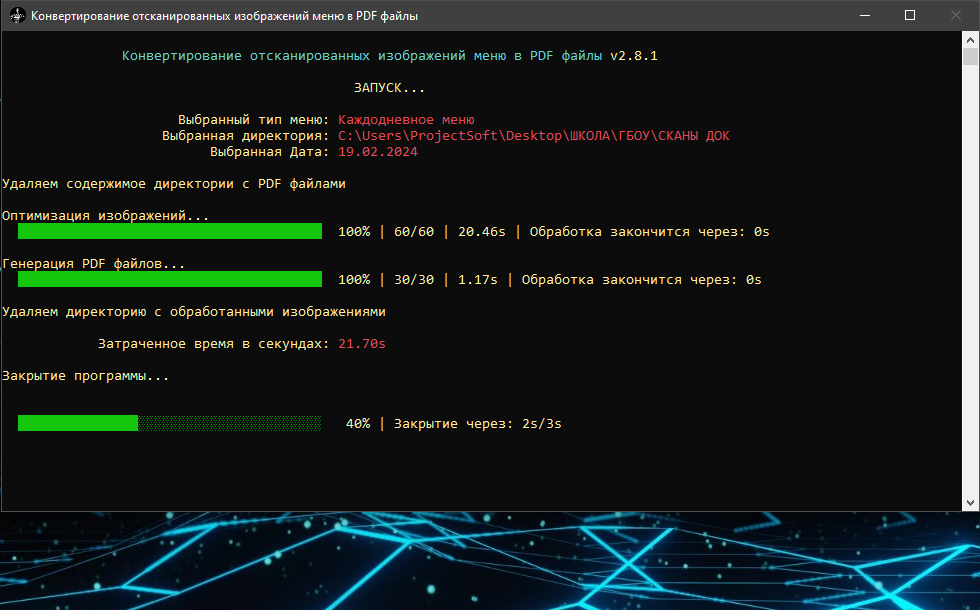 Конвертирование отсканированных изображений меню в PDF файлы
Конвертирование отсканированных изображений меню в PDF файлы v2.8.1
ЗАПУСК...
Выбранный тип меню: Каждодневное меню
Выбранная директория: C:\Users\ProjectSoft\Desktop\ШКОЛА\ГБОУ\СКАНЫ ДОК
Выбранная Дата: 19.02.2024
Удаляем содержимое директории с PDF файлами
Оптимизация изображений...
100% | 60/60 | 20.46s | Обработка закончится через: 0s
Генерация PDF файлов...
100% | 30/30 | 1.17s | Обработка закончится через: 0s
Удаляем директорию с обработанными изображениями
Затраченное время в секундах: 21.70s
Закрытие программы...
40% | Закрытие через: 2s/3s